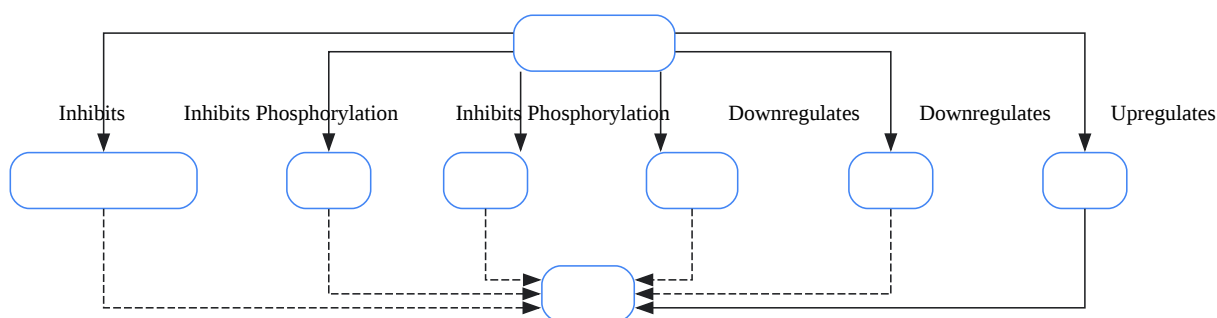 Inhibits
Inhibits Phosphorylation
Inhibits Phosphorylation
Downregulates
Downregulates
Upregulates